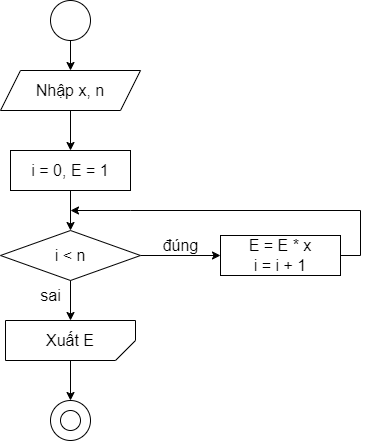 Nhập x, n
i = 0, E = 1
i < n
đúng
E = E * x
i = i + 1
sai
Xuất E